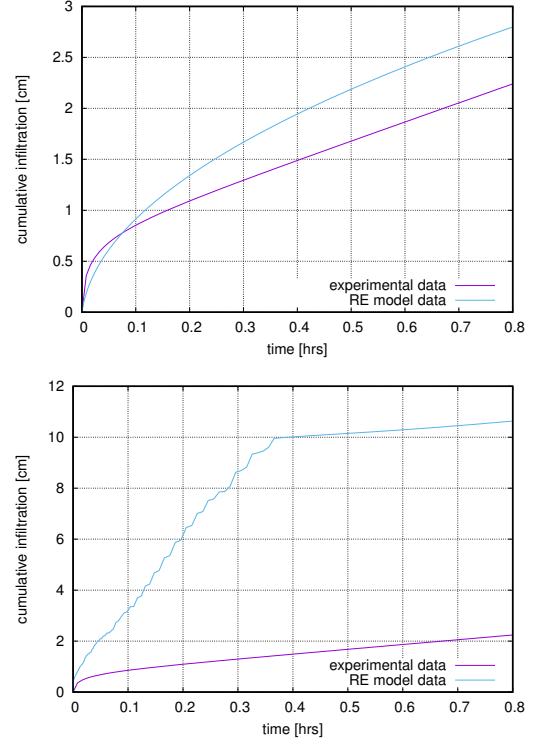 3
2.5
2
1.5
1
0.5
0
cumulative infiltration [cm]
experimental data
RE model data
0 0.1 0.2 0.3 0.4 0.5 0.6 0.7 0.8
time [hrs]
12
10
8
6
4
2
0
cumulative infiltration [cm]
experimental data
RE model data
0 0.1 0.2 0.3 0.4 0.5 0.6 0.7 0.8
time [hrs]